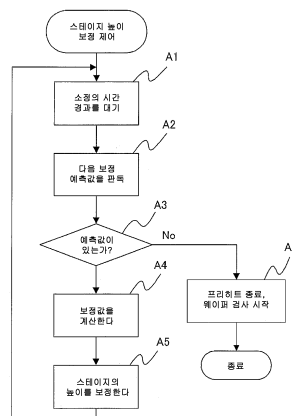 스테이지 높이
보정 제어
A1
소정의 시간
경과를 대기
A2
다음 보정
예측값을 판독
A3
예측값이
있는가?
No
A4
보정값을
계산한다
A
프리히트 종료,
웨이퍼 검사 시작
A5
스테이지의
높이를 보정한다
종료